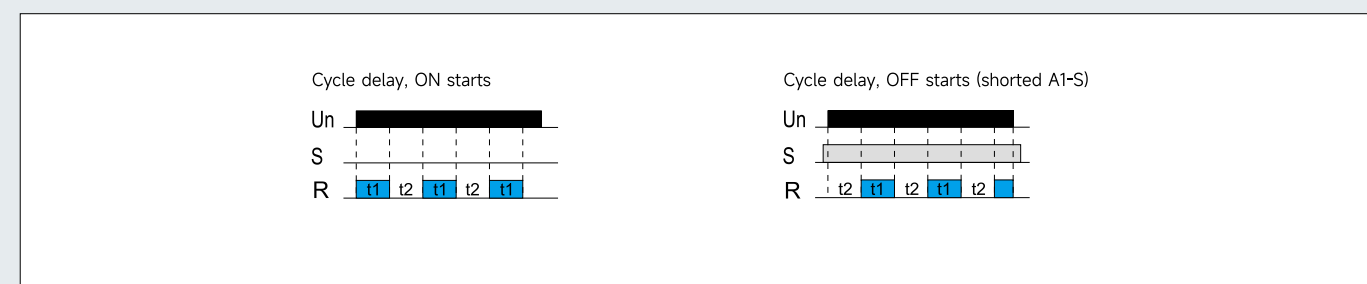 Cycle delay, ON starts
Un
S
R t1 t2 t1 t2 t1
Cycle delay, OFF starts (shorted A1-S)
Un
S
R t2 t1 t2 t1 t2